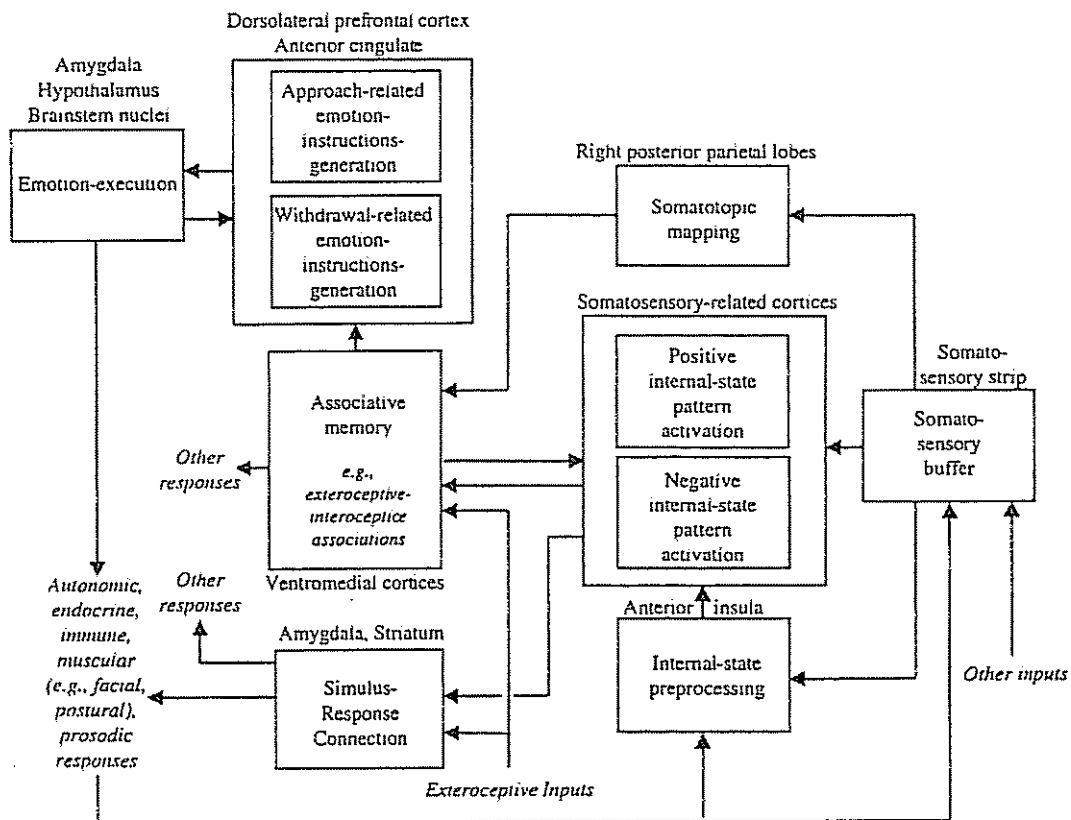 Dorsolateral prefrontal cortex
Anterior cingulate
Amygdala
Hypothalamus
Brainstem nuclei
Approach-related
emotion-
instructions-
generation
Emotion-execution
Withdrawal-related
emotion-
instructions-
generation
Right posterior parietal lobes
Somatotopic
mapping
Somatosensory-related cortices
Positive
internal-state
pattern
activation
Negative
internal-state
pattern
activation
Somato-
sensory strip
Somato-
sensory
buffer
Associative
memory
e.g.,
exteroceptive-
interoceptice
associations
Ventromedial cortices
Other
responses
Other
responses
Autonomic,
endocrine,
immune,
muscular
(e.g., facial,
postural),
prosodic
responses
Amygdala, Striatum
Simulus-
Response
Connection
Anterior insula
Internal-state
preprocessing
Other inputs
Exteroceptive Inputs